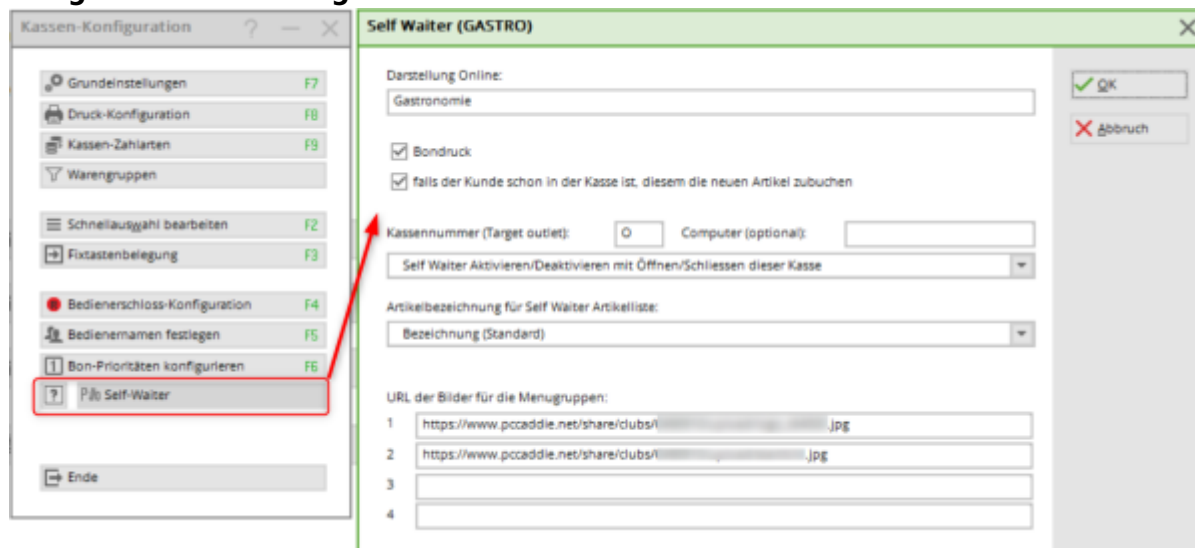 Kassen-Konfiguration
Grundeinstellungen F7
Druck-Konfiguration F8
Kassen-Zahlarten F9
Warengruppen
Schnellauswahl bearbeiten F2
Fixtastenbelegung F3
Bedienerschloss-Konfiguration F4
Bedienernamen festlegen F5
Bon-Prioritäten konfigurieren F6
Self-Waiter
Ende
Self Waiter (GASTRO)
Darstellung Online:
Gastronomie
Bondruck
falls der Kunde schon in der Kasse ist, diesem die neuen Artikel zubuchen
Kassennummer (Target outlet): O Computer (optional):
Self Waiter Aktivieren/Deaktivieren mit Öffnen/Schliessen dieser Kasse
Artikelbezeichnung für Self Waiter Artikelliste:
Bezeichnung (Standard)
URL der Bilder für die Menugruppen:
1 https://www.pccaddie.net/share/clubs/ .jpg
2 https://www.pccaddie.net/share/clubs/ .jpg
3
4
OK
Abbruch